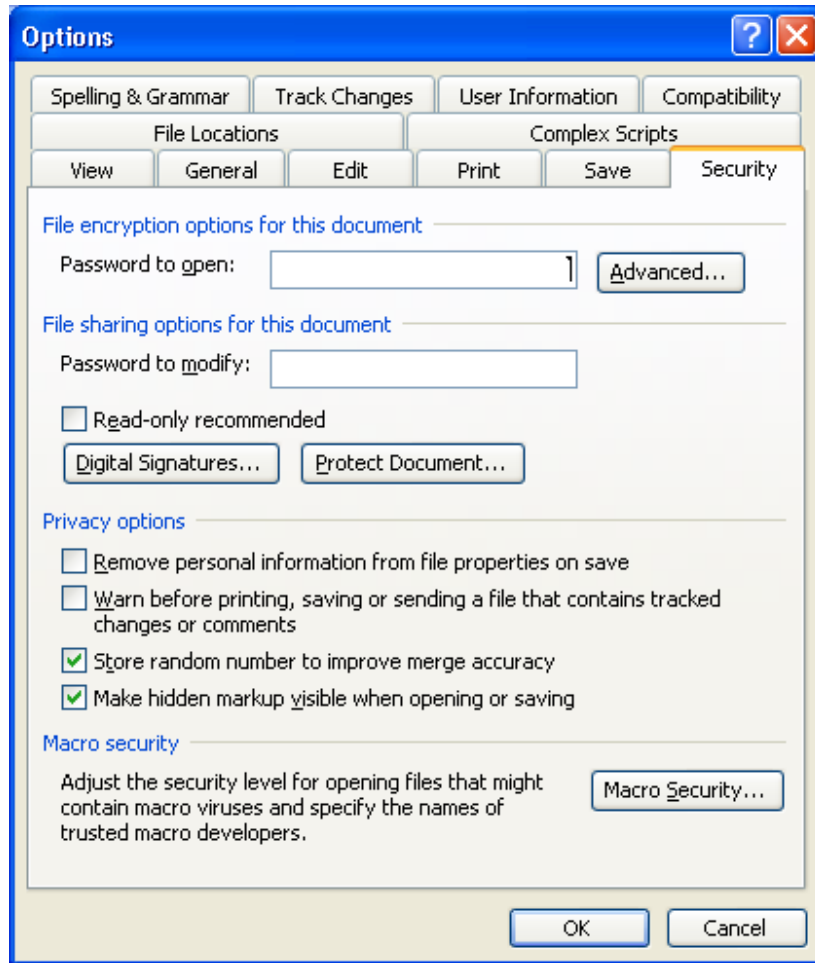 Options
Spelling & Grammar Track Changes User Information Compatibility
File Locations Complex Scripts
View General Edit Print Save Security
File encryption options for this document
Password to open: Advanced...
File sharing options for this document
Password to modify:
Read-only recommended
Digital Signatures... Protect Document...
Privacy options
Remove personal information from file properties on save
Warn before printing, saving or sending a file that contains tracked
changes or comments
Store random number to improve merge accuracy
Make hidden markup visible when opening or saving
Macro security
Adjust the security level for opening files that might
contain macro viruses and specify the names of
trusted macro developers.
Macro Security...
OK Cancel